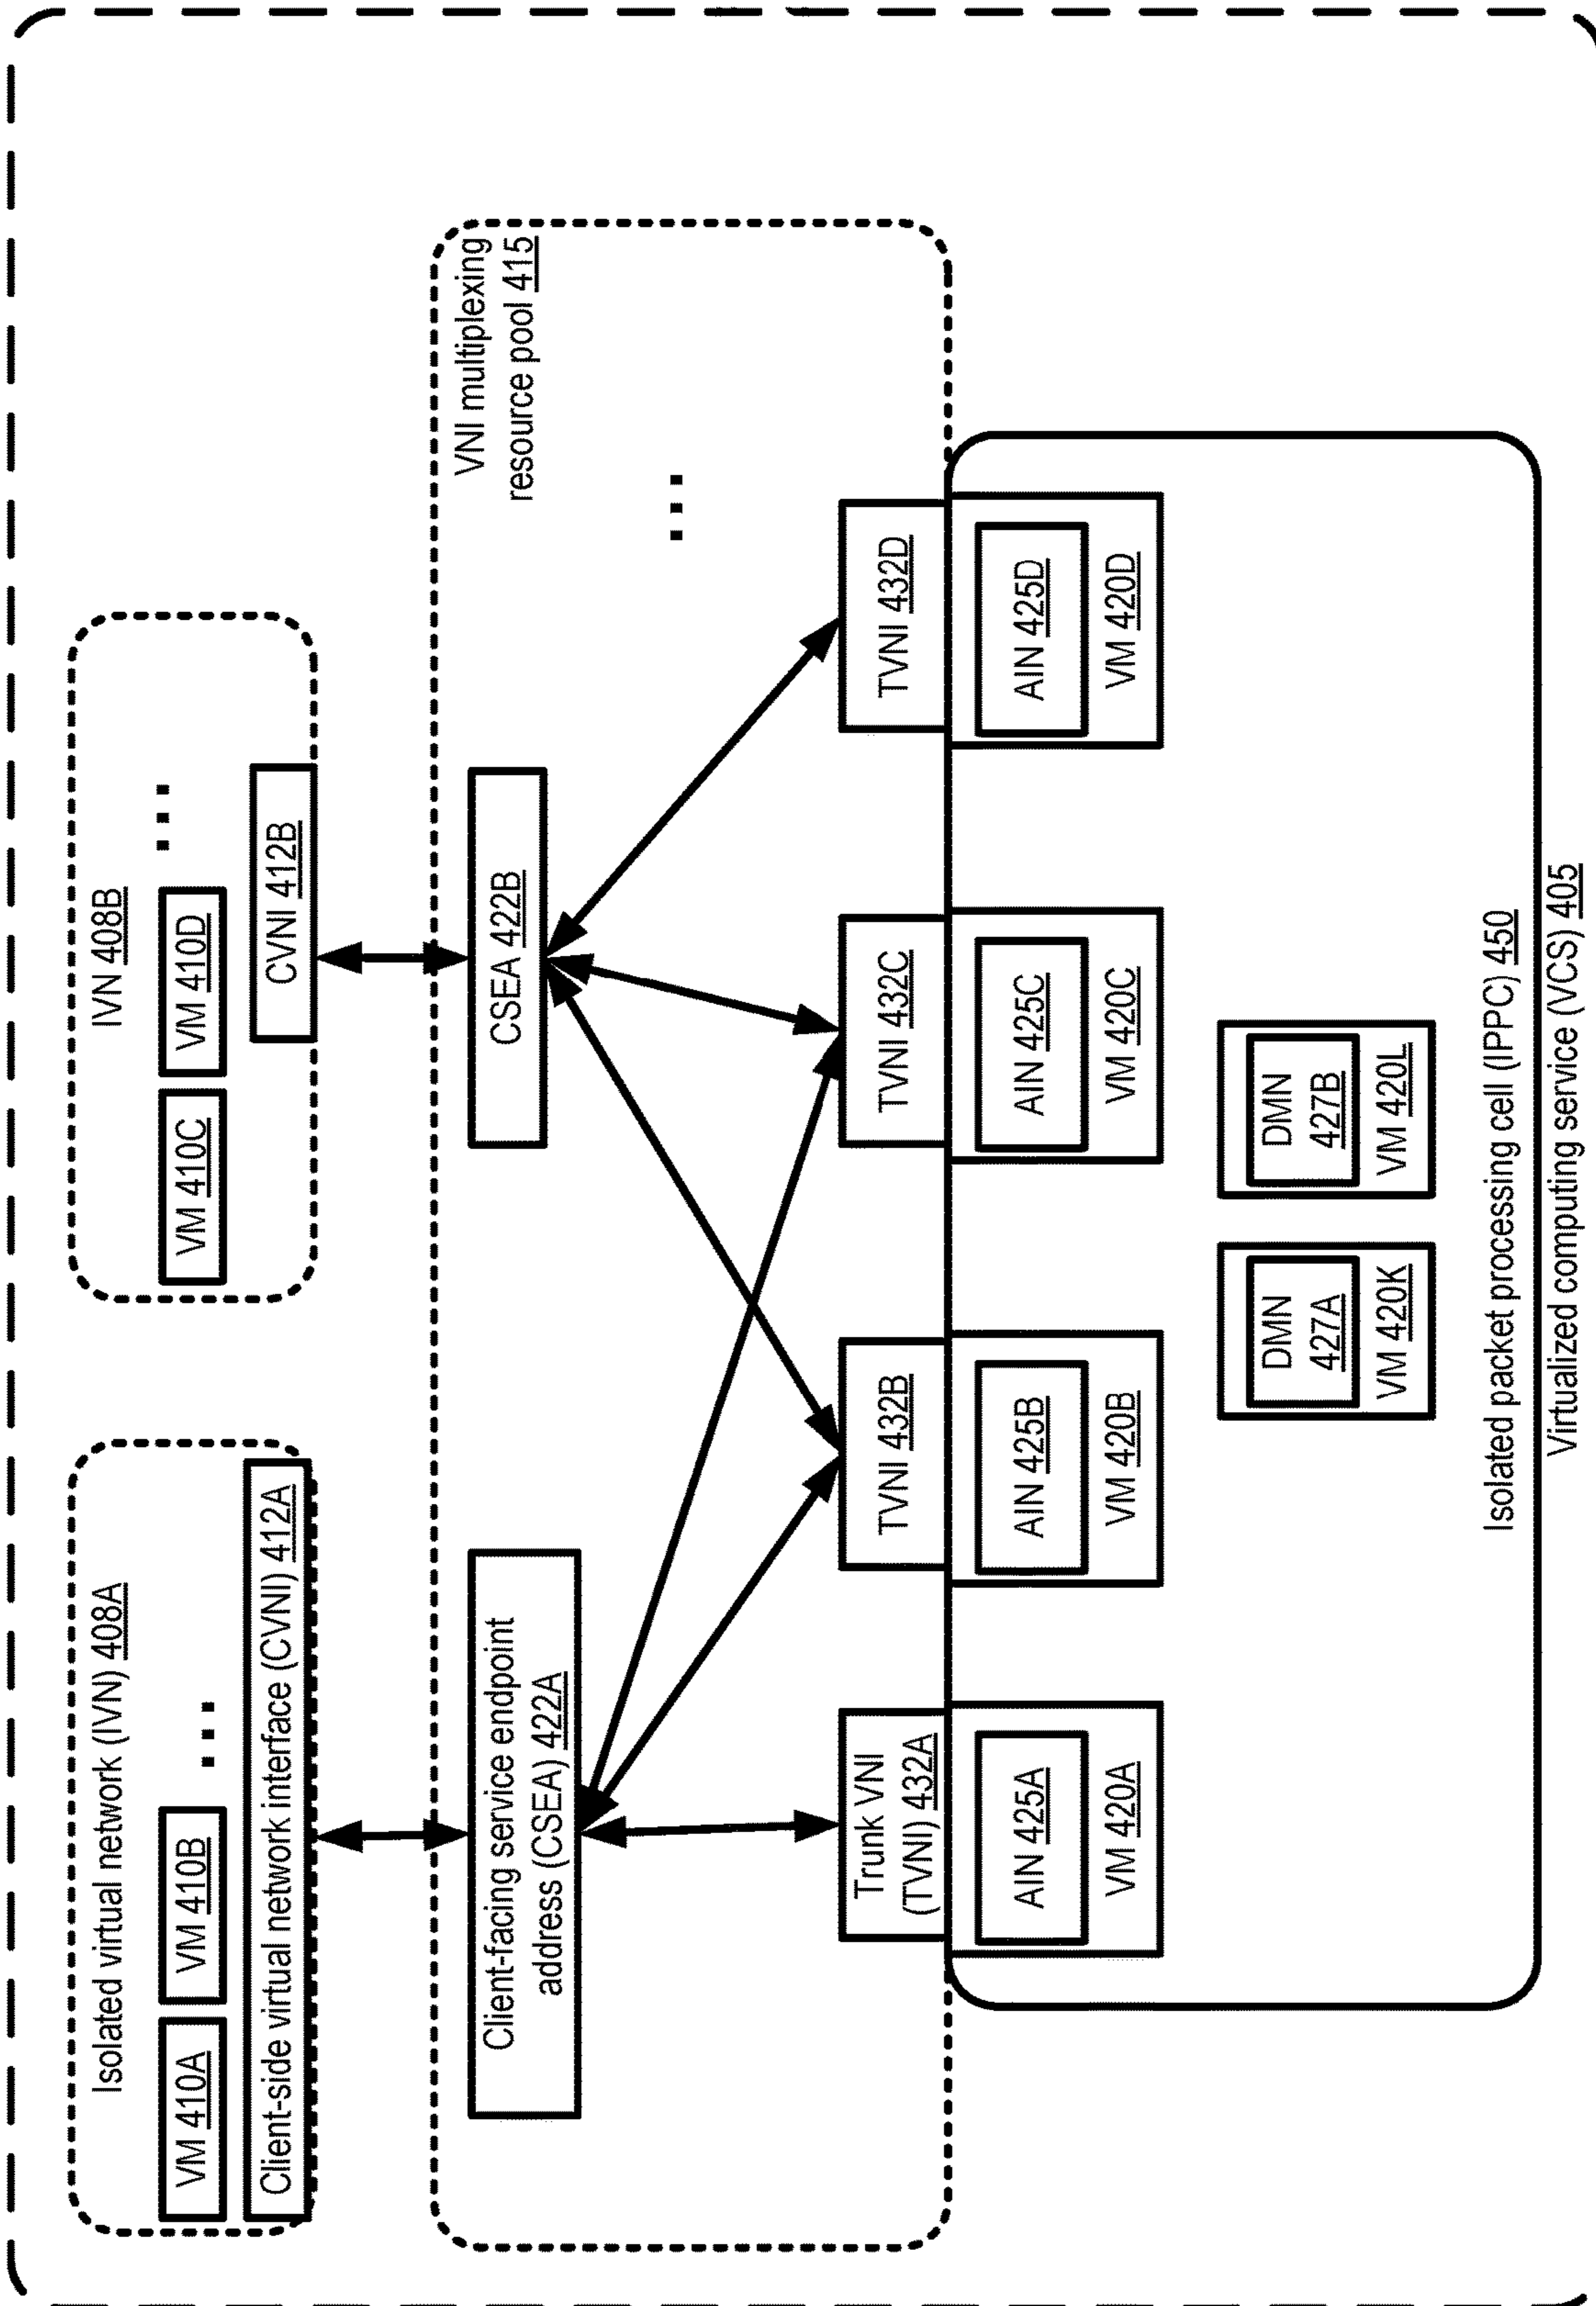 Isolated virtual network (IVN) 408A
VM 410A
VM 410B
...
Client-side virtual network interface (CVNI) 412A
IVN 408B
VM 410C
VM 410D
...
CVNI 412B
VNI multiplexing
resource pool 415
Client-facing service endpoint
address (CSEA) 422A
CSEA 422B
...
Trunk VNI
(TVNI) 432A
TVNI 432B
TVNI 432C
TVNI 432D
AIN 425A
VM 420A
AIN 425B
VM 420B
AIN 425C
VM 420C
AIN 425D
VM 420D
DMN
427A
VM 420K
DMN
427B
VM 420L
Isolated packet processing cell (IPPC) 450
Virtualized computing service (VCS) 405